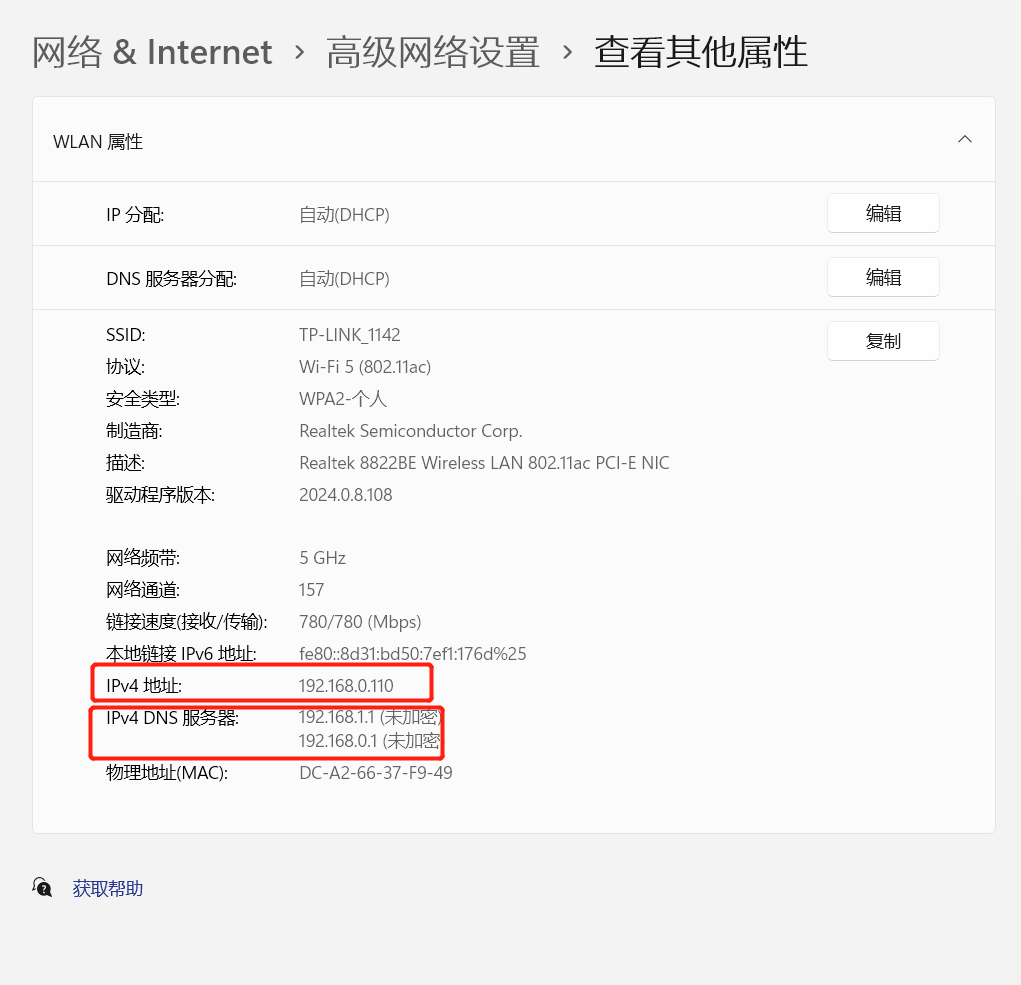 网络 & Internet › 高级网络设置 › 查看其他属性
WLAN 属性
IP 分配: 自动(DHCP) 编辑
DNS 服务器分配: 自动(DHCP) 编辑
SSID: TP-LINK_1142 复制
协议: Wi-Fi 5 (802.11ac)
安全类型: WPA2-个人
制造商: Realtek Semiconductor Corp.
描述: Realtek 8822BE Wireless LAN 802.11ac PCI-E NIC
驱动程序版本: 2024.0.8.108
网络频带: 5 GHz
网络通道: 157
链接速度(接收/传输): 780/780 (Mbps)
本地链接 IPv6 地址: fe80::8d31:bd50:7ef1:176d%25
IPv4 地址: 192.168.0.110
IPv4 DNS 服务器: 192.168.1.1 (未加密)
192.168.0.1 (未加密
物理地址(MAC): DC-A2-66-37-F9-49
获取帮助